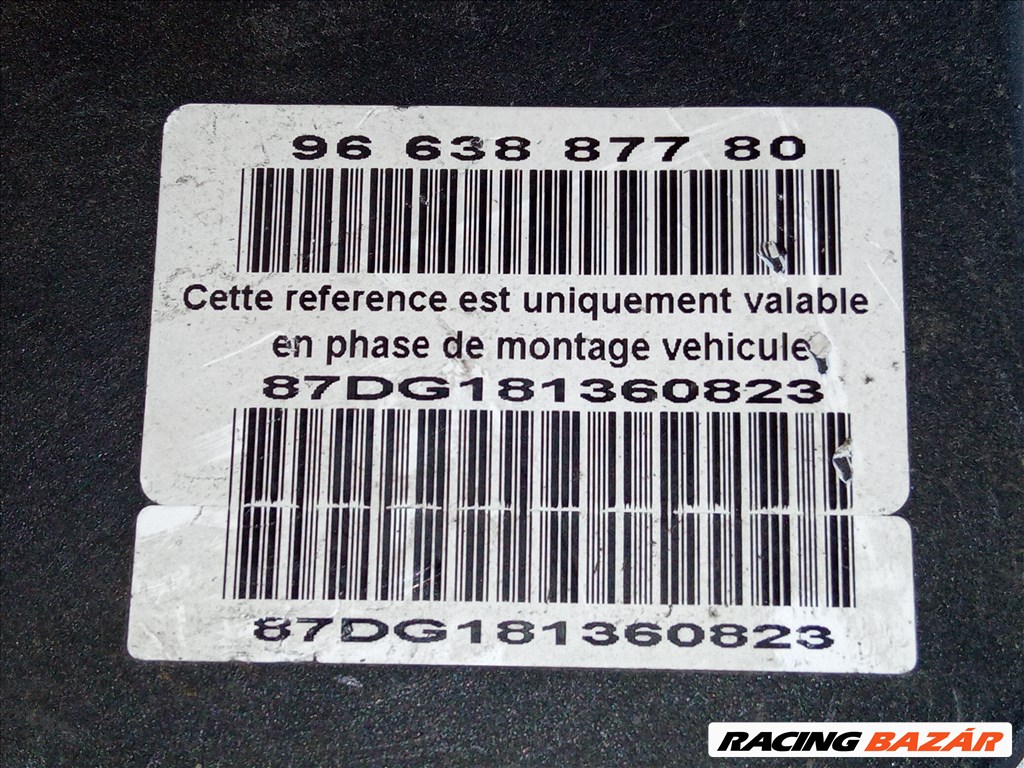 96 638 877 80
Cette reference est uniquement valable
en phase de montage vehicule
87DG181360823
87DG181360823
RACING BAZÁR